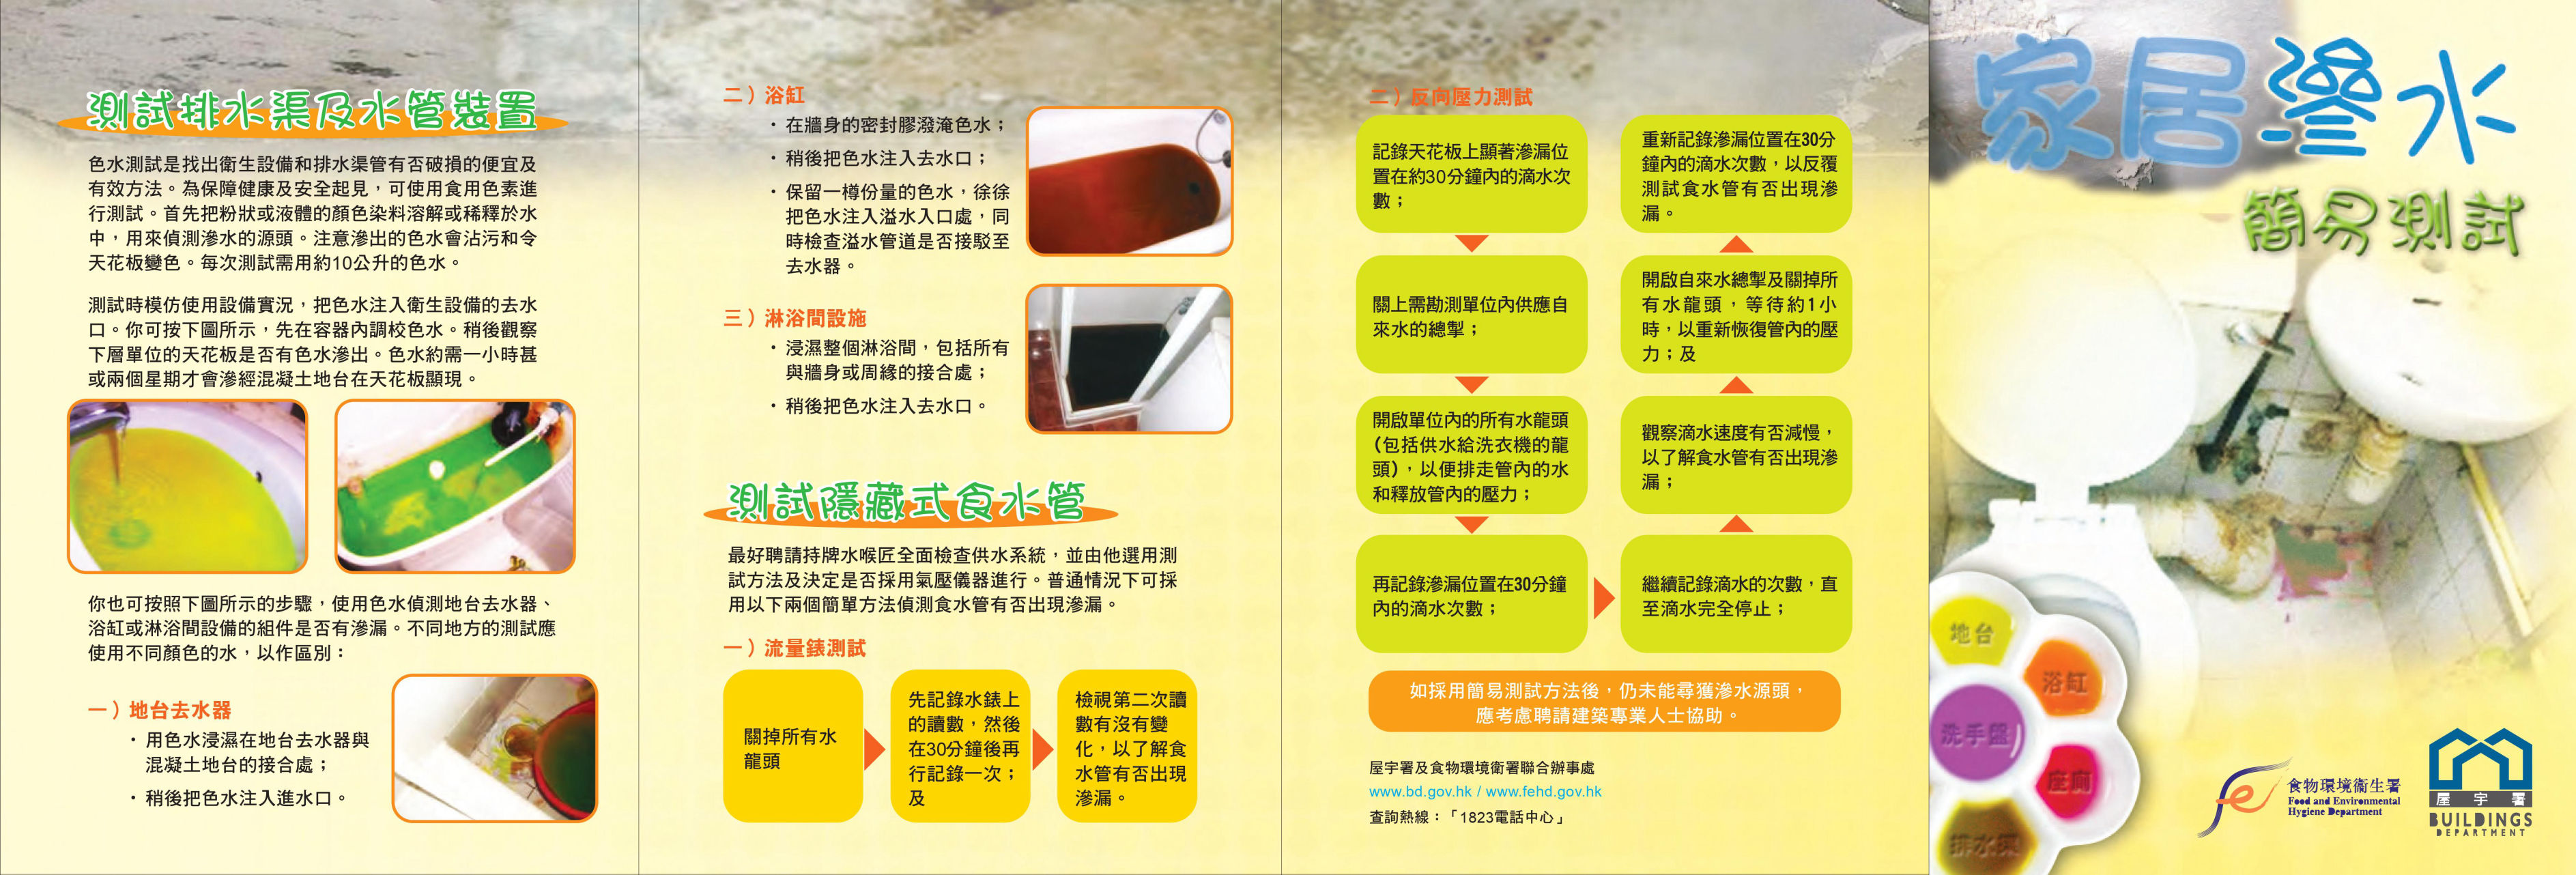 測試排水渠及水管裝置
色水測試是找出衞生設備和排水渠管有否破損的便宜及
有效方法。為保障健康及安全起見，可使用食用色素進
行測試。首先把粉狀或液體的顏色染料溶解或稀釋於水
中，用來偵測滲水的源頭。注意滲出的色水會沾污和令
天花板變色。每次測試需用約10公升的色水。
測試時模仿使用設備實況，把色水注入衞生設備的去水
口。你可按下圖所示，先在容器內調校色水。稍後觀察
下層單位的天花板是否有色水滲出。色水約需一小時甚
或兩個星期才會滲經混凝土地台在天花板顯現。
你也可按照下圖所示的步驟，使用色水偵測地台去水器、
浴缸或淋浴間設備的組件是否有滲漏。不同地方的測試應
使用不同顏色的水，以作區別：
一）地台去水器
・用色水浸濕在地台去水器與
混凝土地台的接合處；
・稍後把色水注入進水口。
二）浴缸
・在牆身的密封膠潑淹色水；
・稍後把色水注入去水口；
・保留一樽份量的色水，徐徐
把色水注入溢水入口處，同
時檢查溢水管道是否接駁至
去水器。
三）淋浴間設施
・浸濕整個淋浴間，包括所有
與牆身或周緣的接合處；
・稍後把色水注入去水口。
測試隱藏式食水管
最好聘請持牌水喉匠全面檢查供水系統，並由他選用測
試方法及決定是否採用氣壓儀器進行。普通情況下可採
用以下兩個簡單方法偵測食水管有否出現滲漏。
一）流量錶測試
關掉所有水
龍頭
先記錄水錶上
的讀數，然後
在30分鐘後再
行記錄一次；
及
檢視第二次讀
數有沒有變
化，以了解食
水管有否出現
滲漏。
二）反向壓力測試
記錄天花板上顯著滲漏位
置在約30分鐘內的滴水次
數；
關上需勘測單位內供應自
來水的總掣；
開啟單位內的所有水龍頭
(包括供水給洗衣機的龍
頭)，以便排走管內的水
和釋放管內的壓力；
再記錄滲漏位置在30分鐘
內的滴水次數；
繼續記錄滴水的次數，直
至滴水完全停止；
觀察滴水速度有否減慢，
以了解食水管有否出現滲
漏；
開啟自來水總掣及關掉所
有水龍頭，等待約1小
時，以重新恢復管內的壓
力；及
重新記錄滲漏位置在30分
鐘內的滴水次數，以反覆
測試食水管有否出現滲
漏。
如採用簡易測試方法後，仍未能尋獲滲水源頭，
應考慮聘請建築專業人士協助。
屋宇署及食物環境衞署聯合辦事處
www.bd.gov.hk / www.fehd.gov.hk
查詢熱線：「1823電話中心」
家居滲水
簡易測試
地台
浴缸
洗手盤
座廁
排水渠
食物環境衞生署
Food and Environmental
Hygiene Department
屋宇署
BUILDINGS
DEPARTMENT